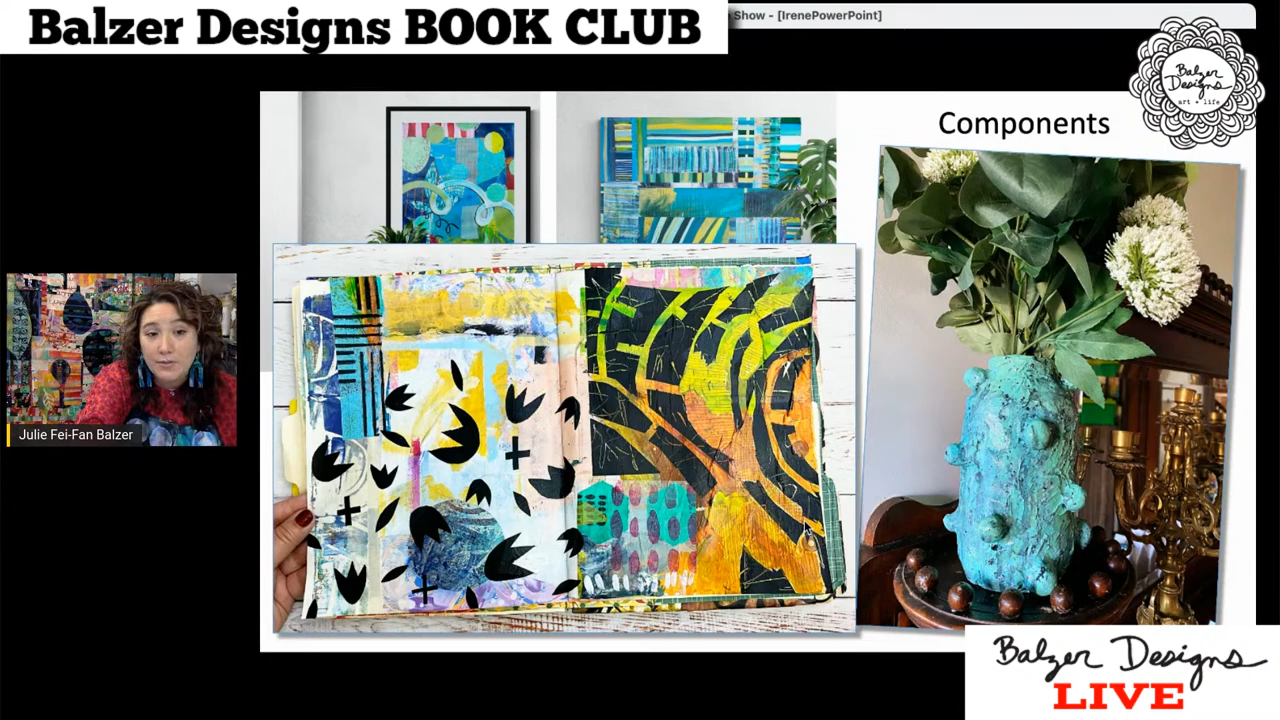 Balzer Designs BOOK CLUB
Show - [IrenePowerPoint]
Balzer
Designs
art + life
Components
Julie Fei-Fan Balzer
Balzer Designs
LIVE